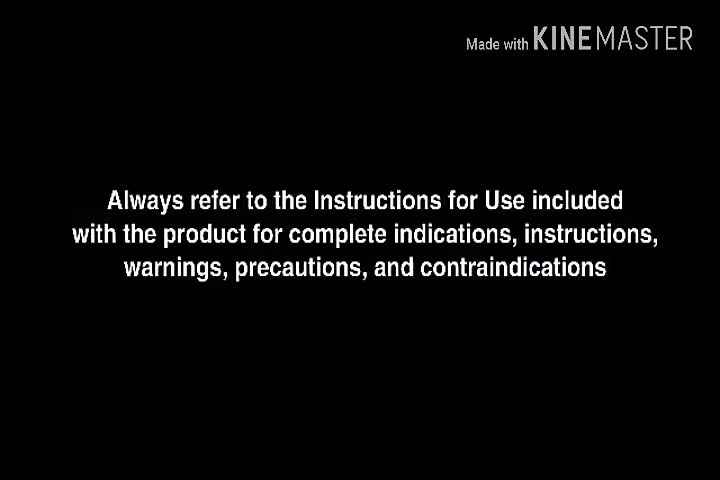 Made with KINEMASTER
Always refer to the Instructions for Use included
with the product for complete indications, instructions,
warnings, precautions, and contraindications